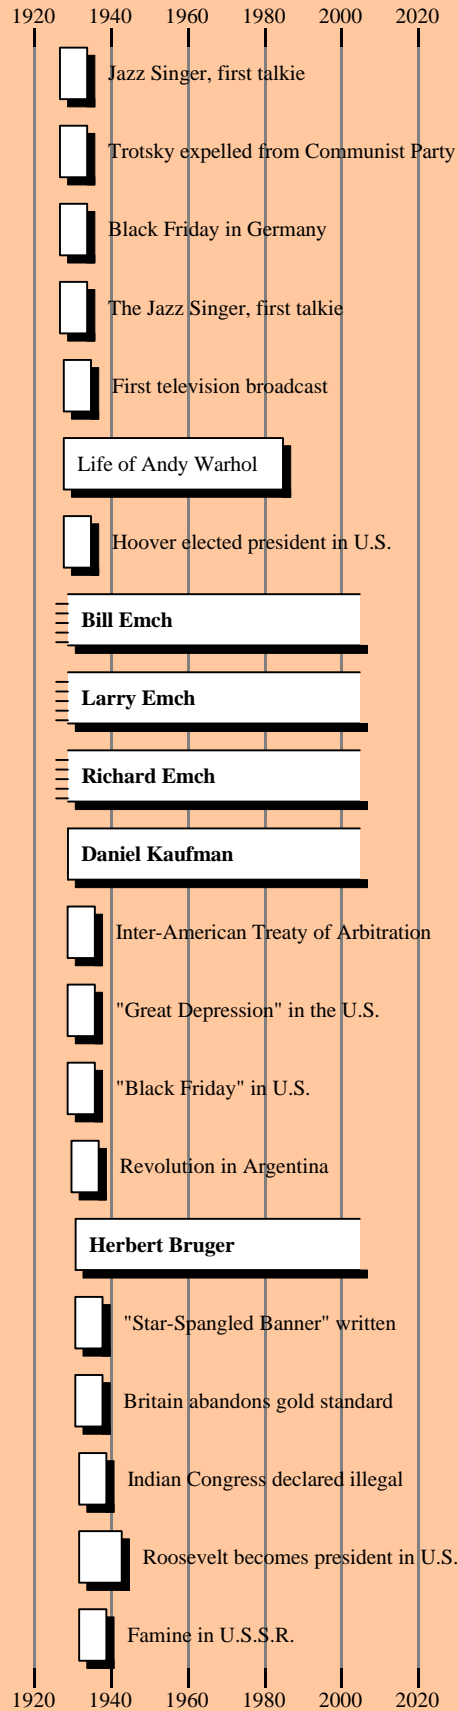 1920 1940 1960 1980 2000 2020
Jazz Singer, first talkie
Trotsky expelled from Communist Party
Black Friday in Germany
The Jazz Singer, first talkie
First television broadcast
Life of Andy Warhol
Hoover elected president in U.S.
Bill Emch
Larry Emch
Richard Emch
Daniel Kaufman
Inter-American Treaty of Arbitration
"Great Depression" in the U.S.
"Black Friday" in U.S.
Revolution in Argentina
Herbert Bruger
"Star-Spangled Banner" written
Britain abandons gold standard
Indian Congress declared illegal
Roosevelt becomes president in U.S.
Famine in U.S.S.R.
1920 1940 1960 1980 2000 2020